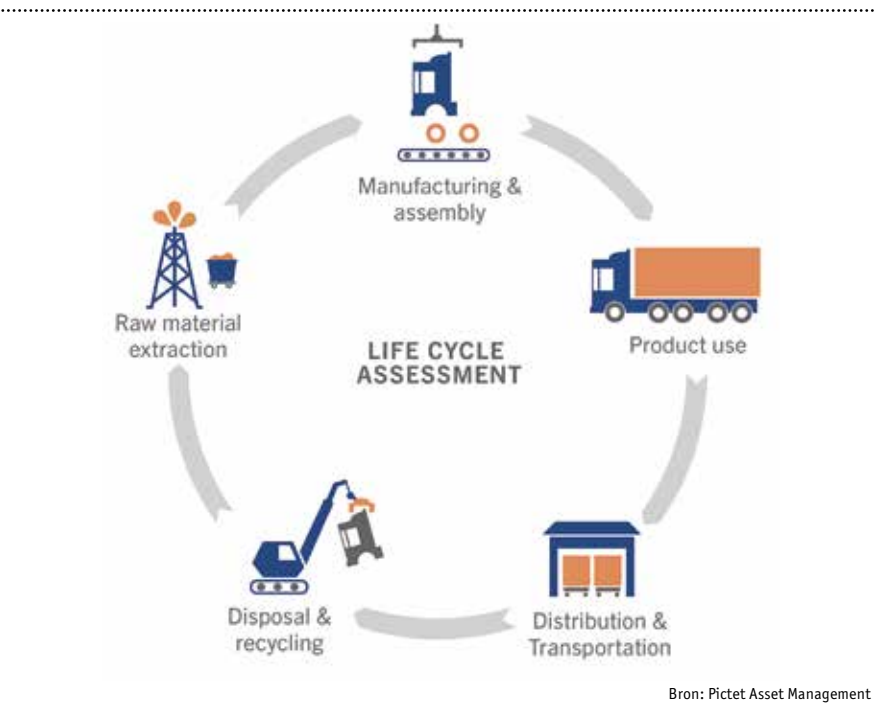 Manufacturing &
assembly
Raw material
extraction
Product use
LIFE CYCLE
ASSESSMENT
Disposal &
recycling
Distribution &
Transportation
Bron: Pictet Asset Management